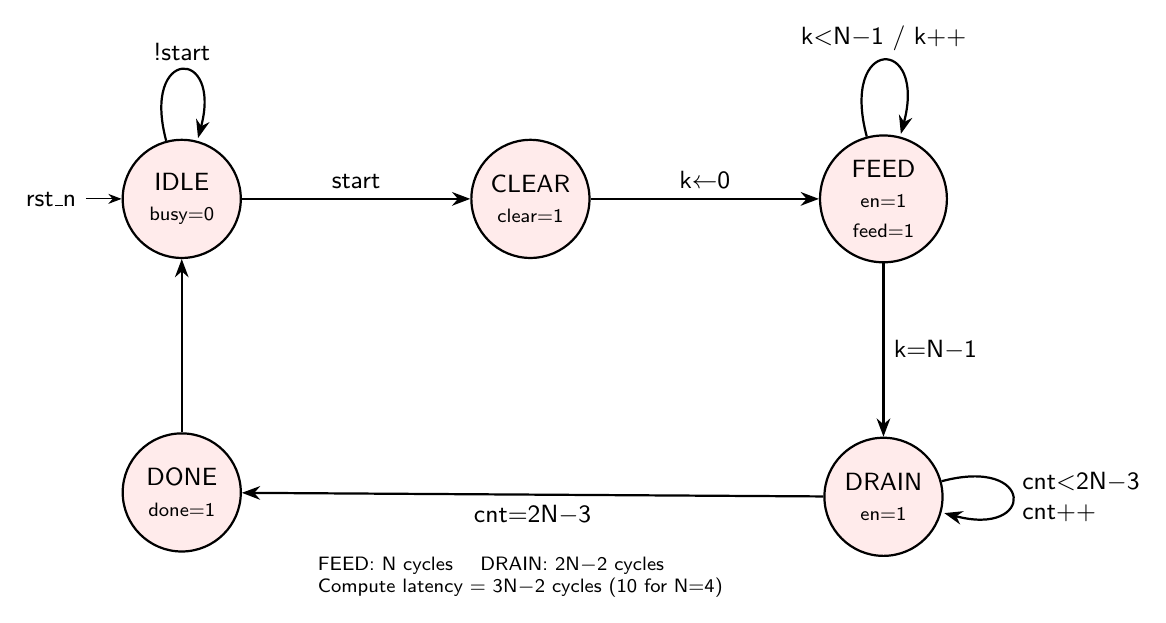 k<N−1 / k++
!start
rst_n
IDLE
busy=0
start
CLEAR
clear=1
k←0
FEED
en=1
feed=1
k=N−1
DONE
done=1
cnt=2N−3
DRAIN
en=1
cnt<2N−3
cnt++
FEED: N cycles DRAIN: 2N−2 cycles
Compute latency = 3N−2 cycles (10 for N=4)